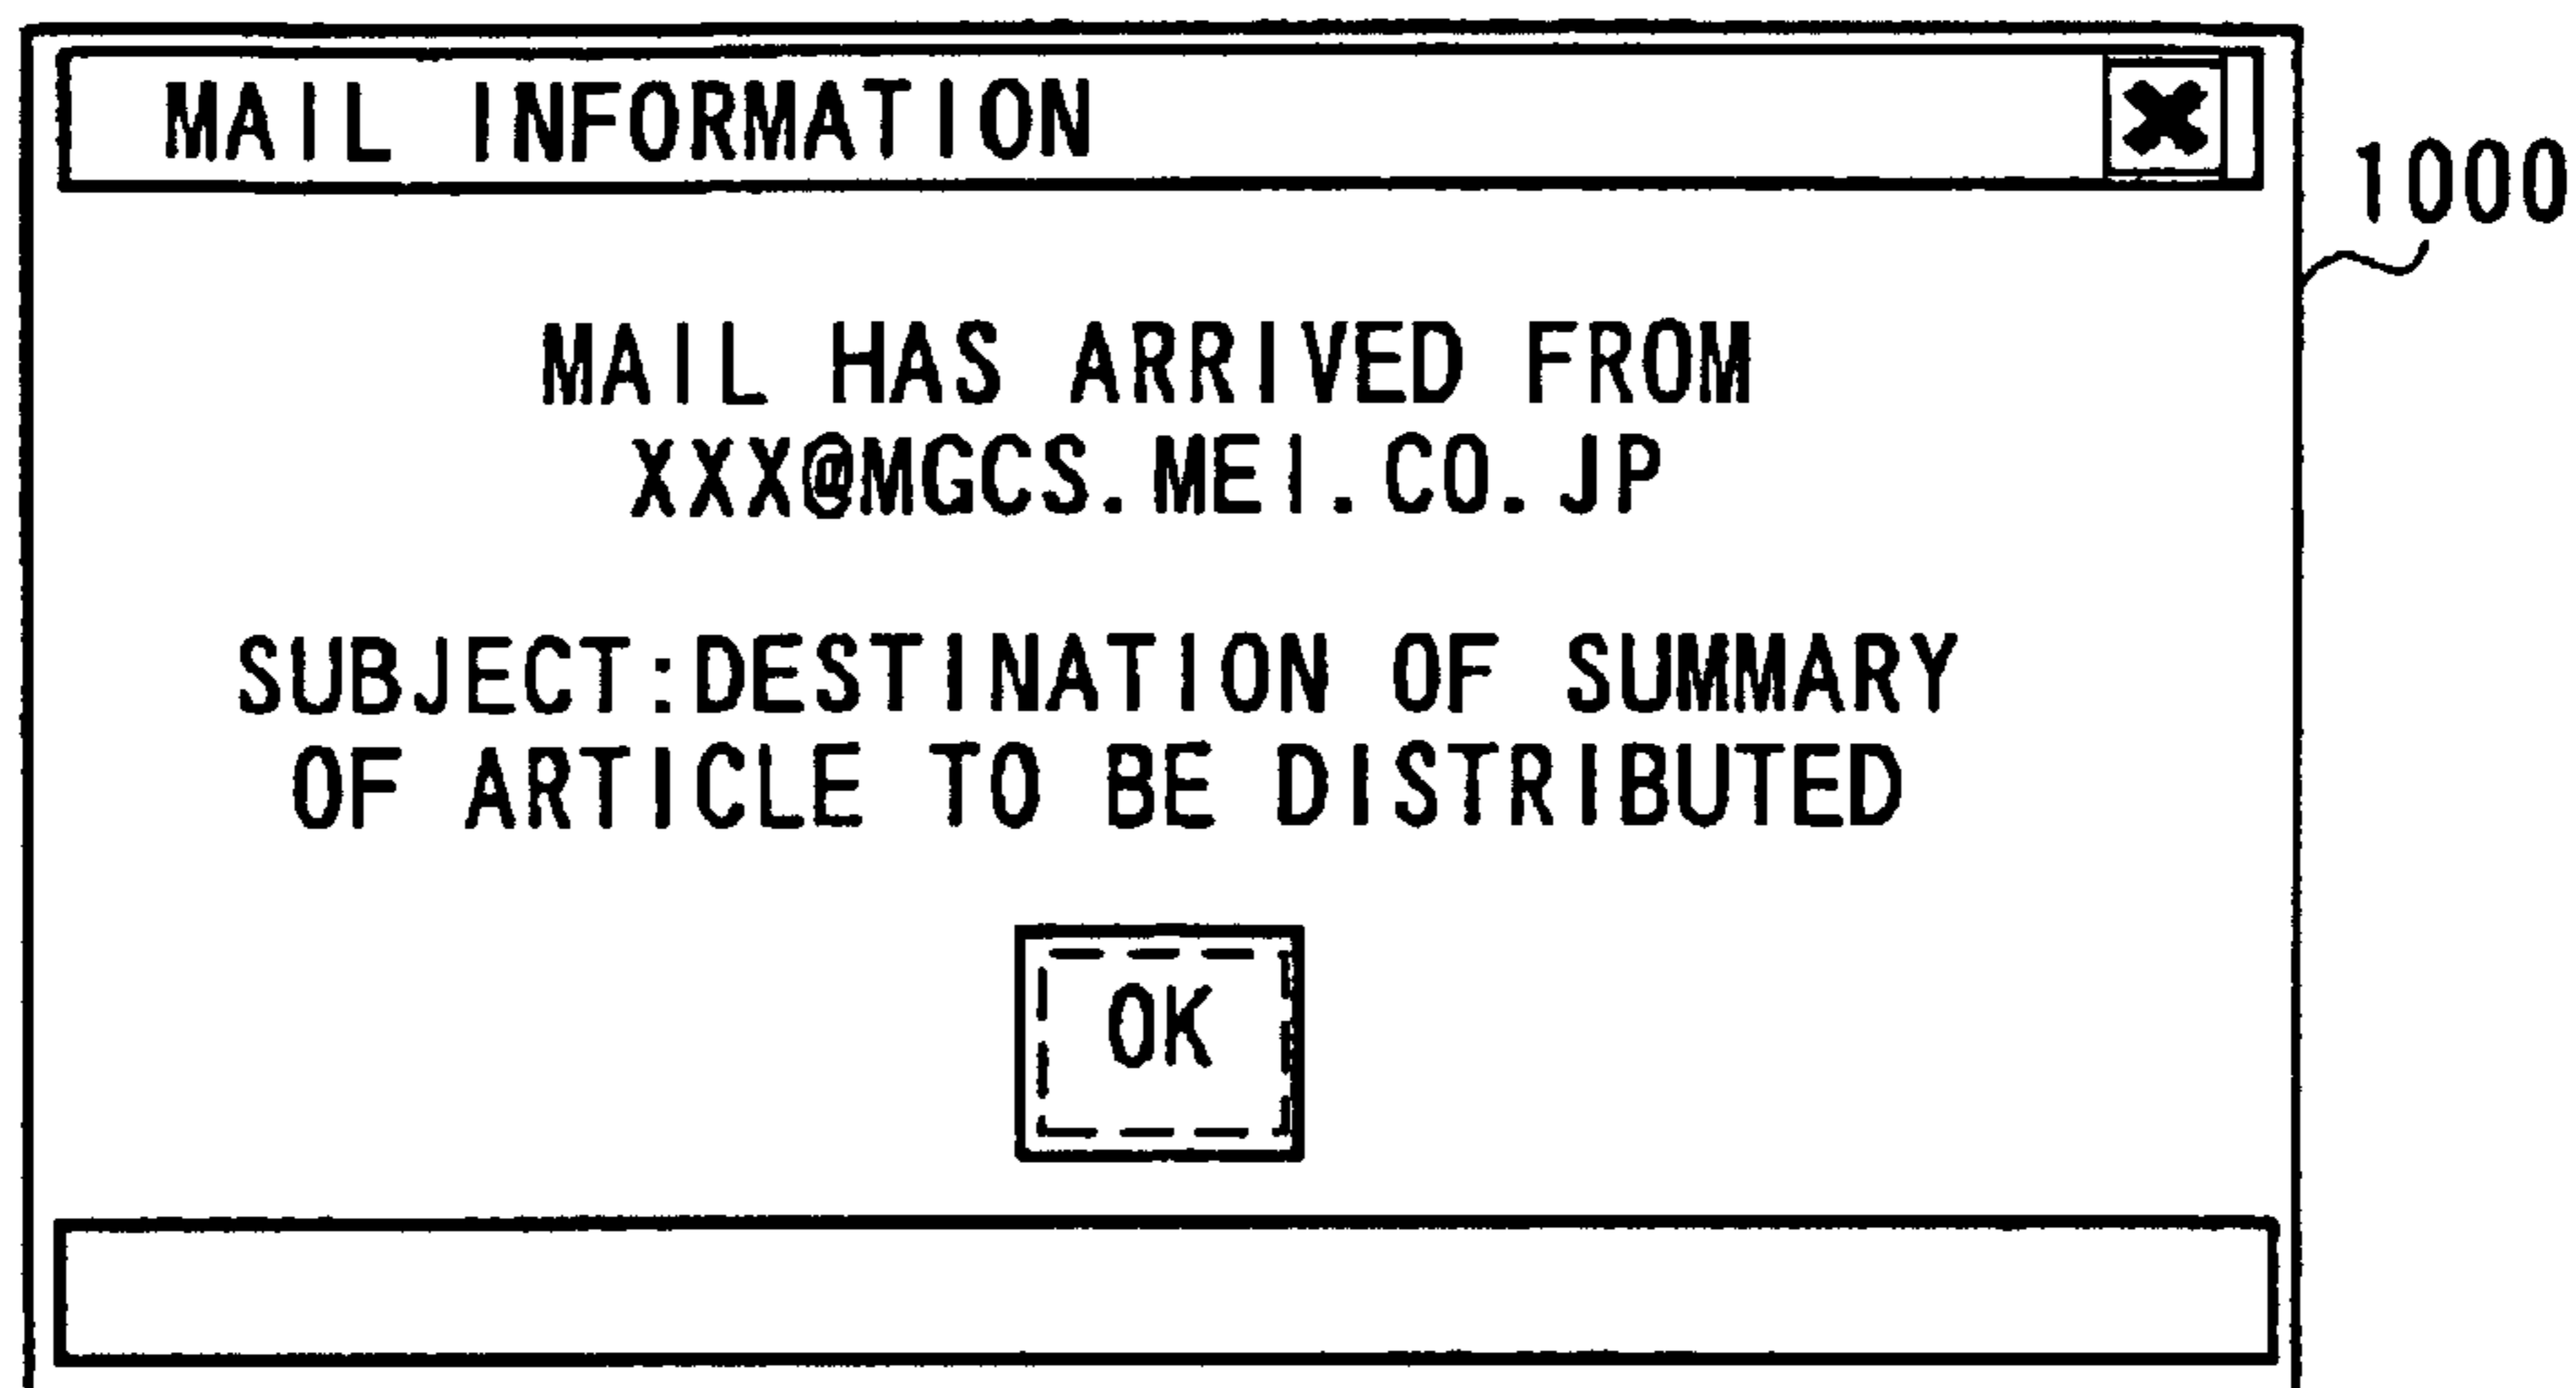 MAIL INFORMATION
1000
MAIL HAS ARRIVED FROM
XXX@MGCS.MEI.CO.JP
SUBJECT:DESTINATION OF SUMMARY
OF ARTICLE TO BE DISTRIBUTED
OK